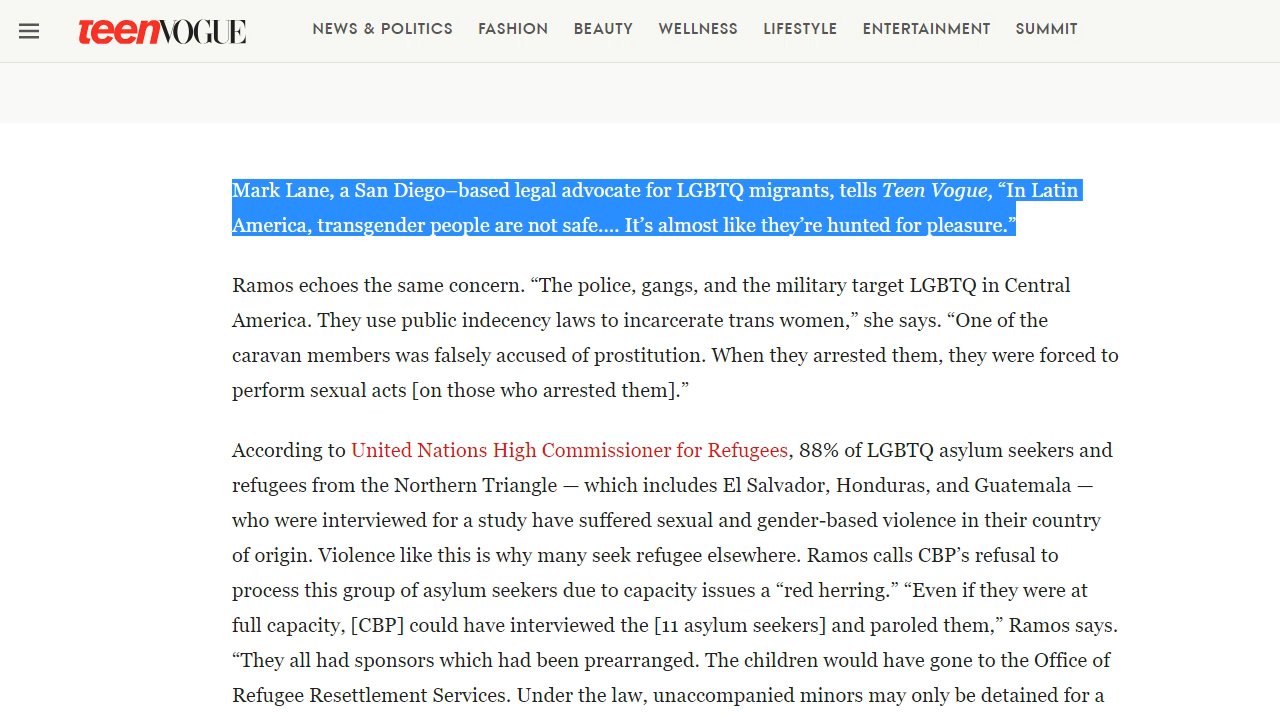 teenVOGUE NEWS & POLITICS FASHION BEAUTY WELLNESS LIFESTYLE ENTERTAINMENT SUMMIT
Mark Lane, a San Diego–based legal advocate for LGBTQ migrants, tells Teen Vogue, “In Latin
America, transgender people are not safe.... It’s almost like they’re hunted for pleasure.”
Ramos echoes the same concern. “The police, gangs, and the military target LGBTQ in Central
America. They use public indecency laws to incarcerate trans women,” she says. “One of the
caravan members was falsely accused of prostitution. When they arrested them, they were forced to
perform sexual acts [on those who arrested them].”
According to United Nations High Commissioner for Refugees, 88% of LGBTQ asylum seekers and
refugees from the Northern Triangle — which includes El Salvador, Honduras, and Guatemala —
who were interviewed for a study have suffered sexual and gender-based violence in their country
of origin. Violence like this is why many seek refugee elsewhere. Ramos calls CBP’s refusal to
process this group of asylum seekers due to capacity issues a “red herring.” “Even if they were at
full capacity, [CBP] could have interviewed the [11 asylum seekers] and paroled them,” Ramos says.
“They all had sponsors which had been prearranged. The children would have gone to the Office of
Refugee Resettlement Services. Under the law, unaccompanied minors may only be detained for a